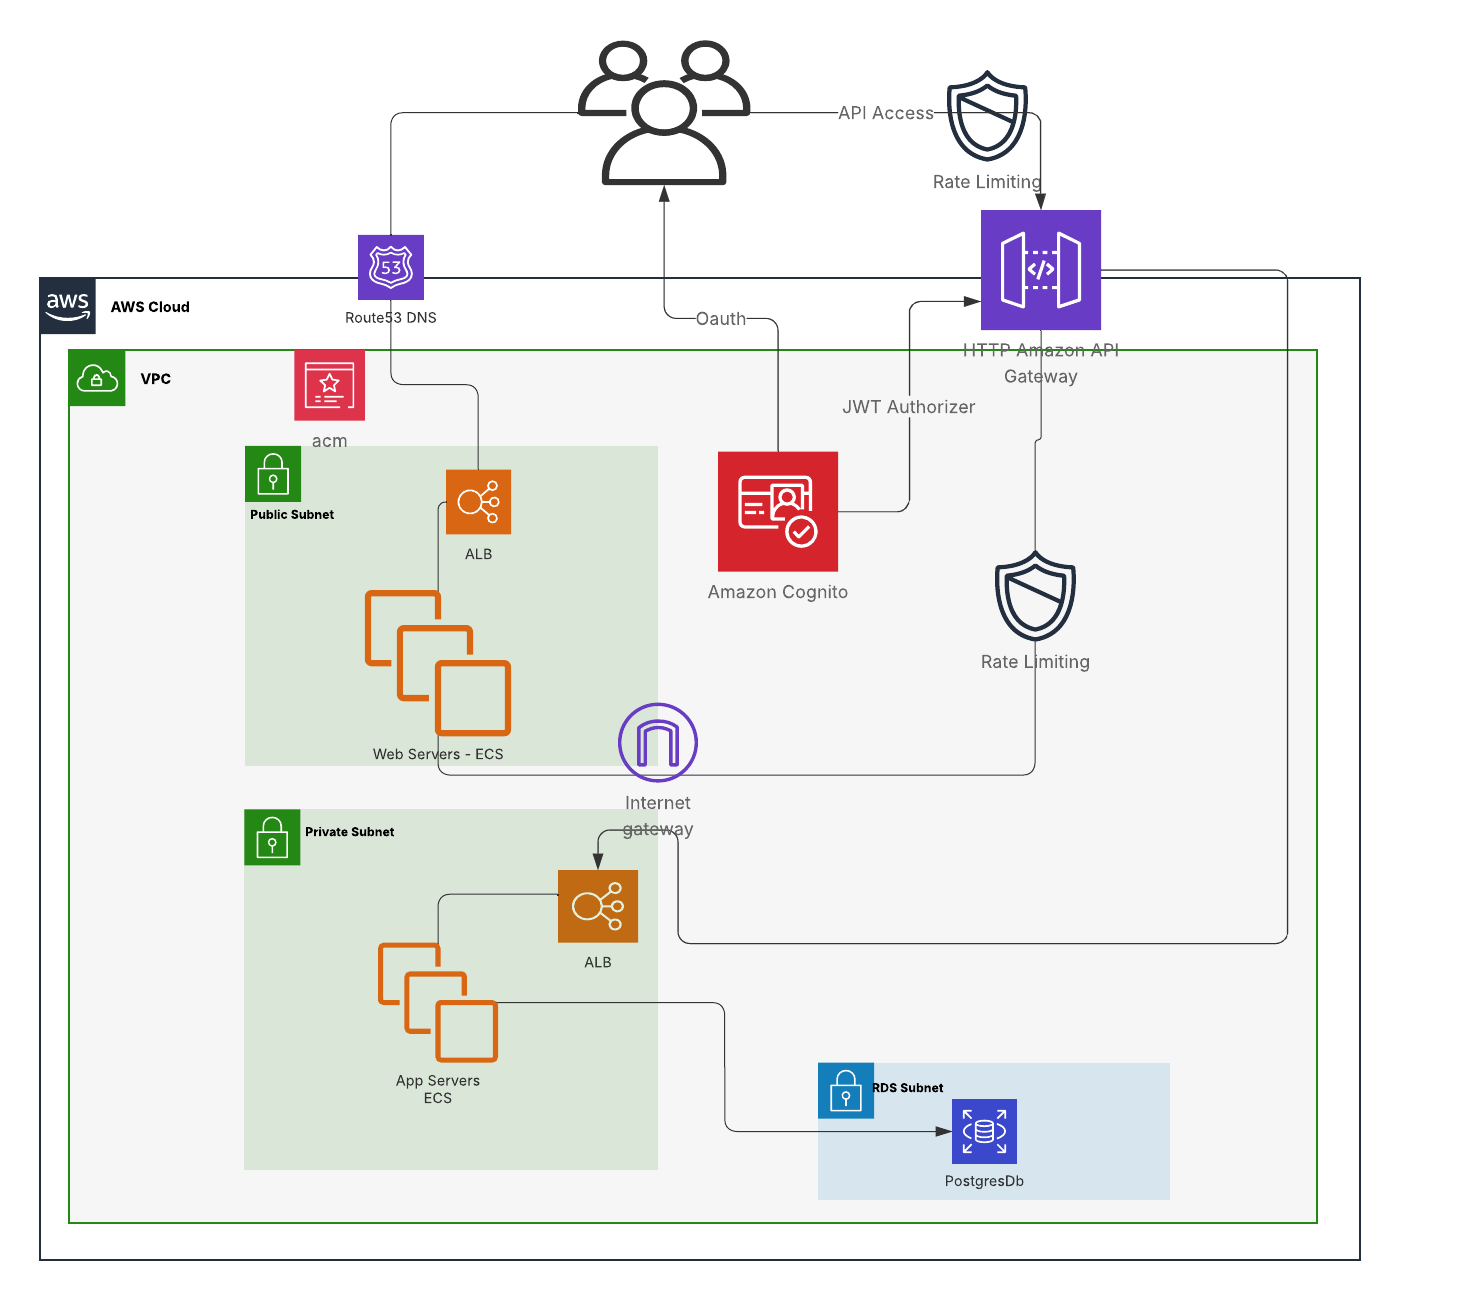 API Access
Rate Limiting
53
Route53 DNS
aws
AWS Cloud
Oauth
</>
HTTP Amazon API
Gateway
VPC
acm
JWT Authorizer
Public Subnet
ALB
Amazon Cognito
Rate Limiting
Web Servers - ECS
Internet
gateway
Private Subnet
ALB
App Servers
ECS
RDS Subnet
PostgresDb